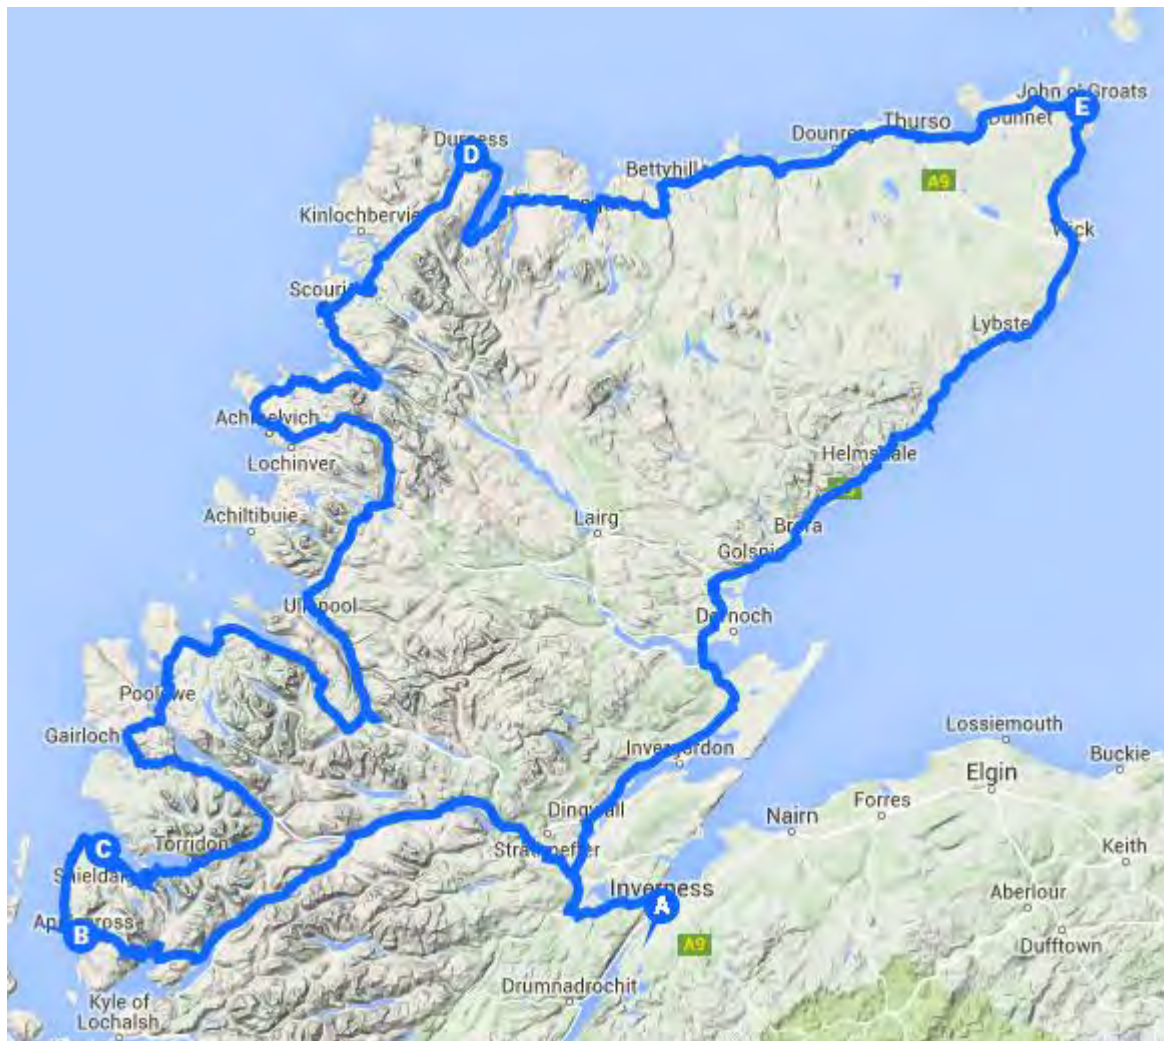 John o' Groats
E
Dunnet
Thurso
Dounreay
Durness
D
Bettyhill
A9
Kinlochbervie
Wick
Scourie
Lybster
Achmelvich
Helmsdale
Lochinver
Achiltibuie
Lairg
Brora
Golspie
Ullapool
Dornoch
Poolewe
Gairloch
Invergordon
Lossiemouth
Buckie
Elgin
Dingwall
Forres
Nairn
Torridon
C
Strathpeffer
Keith
Shieldaig
Inverness
A
Aberlour
Applecross
B
A9
Dufftown
Drumnadrochit
Kyle of
Lochalsh